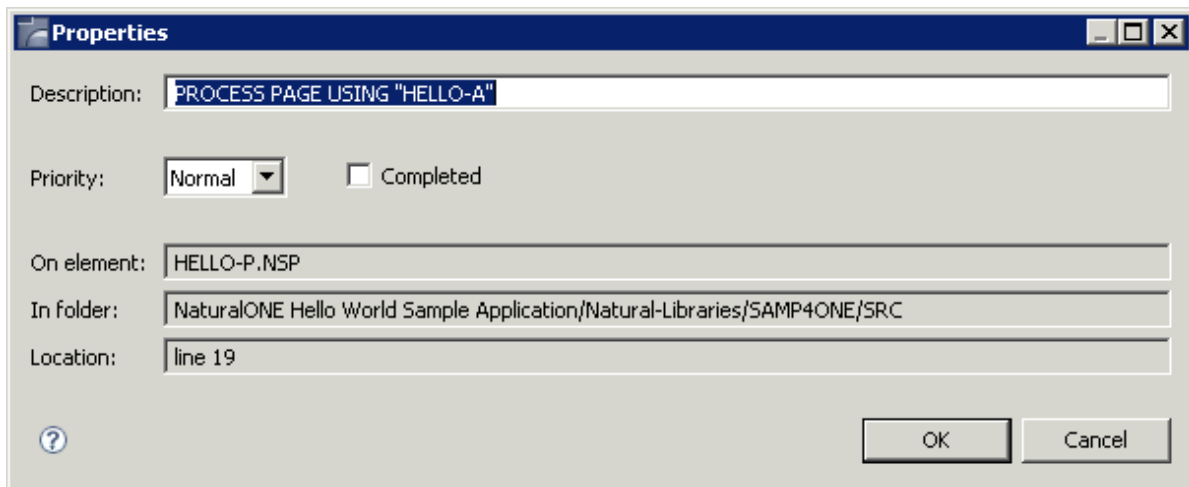 Properties
Description: PROCESS PAGE USING "HELLO-A"
Priority: Normal Completed
On element: HELLO-P.NSP
In folder: NaturalONE Hello World Sample Application/Natural-Libraries/SAMP4ONE/SRC
Location: line 19
? OK Cancel